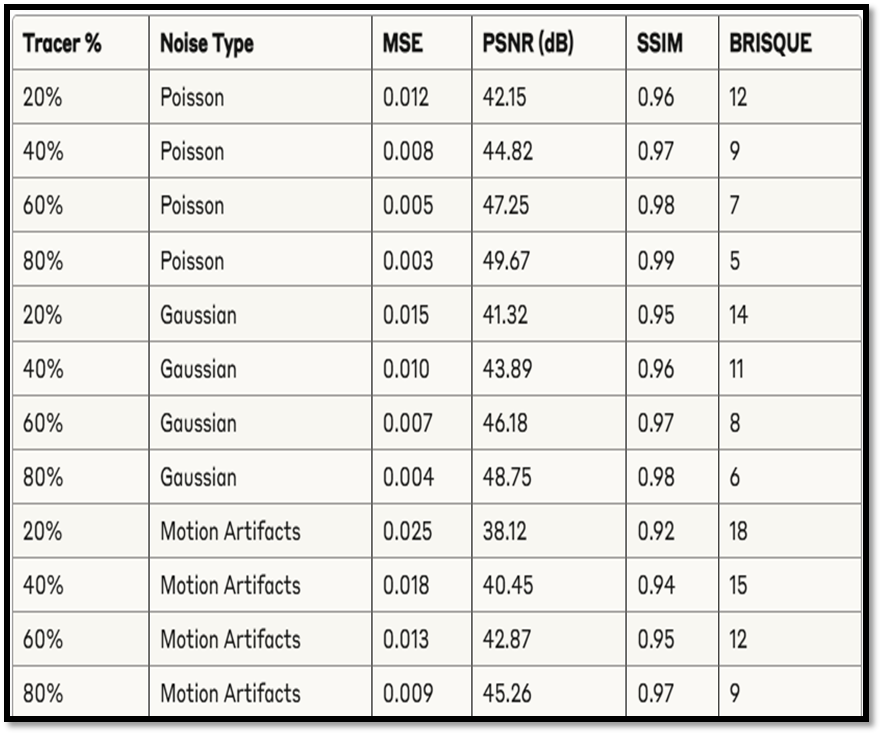 Tracer % Noise Type MSE PSNR (dB) SSIM BRISQUE
20% Poisson 0.012 42.15 0.96 12
40% Poisson 0.008 44.82 0.97 9
60% Poisson 0.005 47.25 0.98 7
80% Poisson 0.003 49.67 0.99 5
20% Gaussian 0.015 41.32 0.95 14
40% Gaussian 0.010 43.89 0.96 11
60% Gaussian 0.007 46.18 0.97 8
80% Gaussian 0.004 48.75 0.98 6
20% Motion Artifacts 0.025 38.12 0.92 18
40% Motion Artifacts 0.018 40.45 0.94 15
60% Motion Artifacts 0.013 42.87 0.95 12
80% Motion Artifacts 0.009 45.26 0.97 9